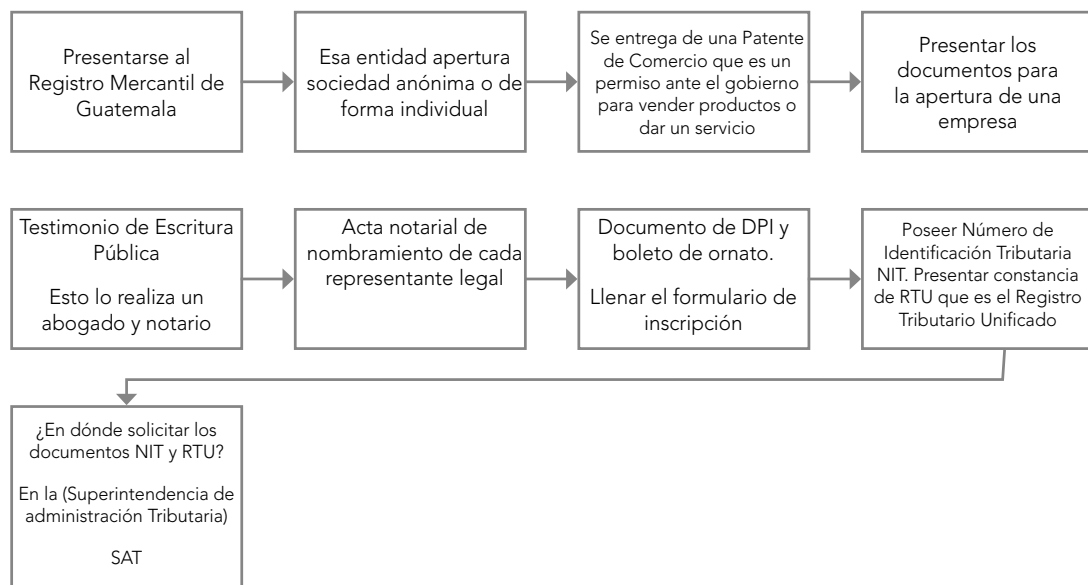 Presentarse al
Registro Mercantil de
Guatemala
Esa entidad apertura
sociedad anónima o de
forma individual
Se entrega de una Patente
de Comercio que es un
permiso ante el gobierno
para vender productos o
dar un servicio
Presentar los
documentos para
la apertura de una
empresa
Testimonio de Escritura
Pública
Esto lo realiza un
abogado y notario
Acta notarial de
nombramiento de cada
representante legal
Documento de DPI y
boleto de ornato.
Llenar el formulario de
inscripción
Poseer Número de
Identificación Tributaria
NIT. Presentar constancia
de RTU que es el Registro
Tributario Unificado
¿En dónde solicitar los
documentos NIT y RTU?
En la (Superintendencia de
administración Tributaria)
SAT